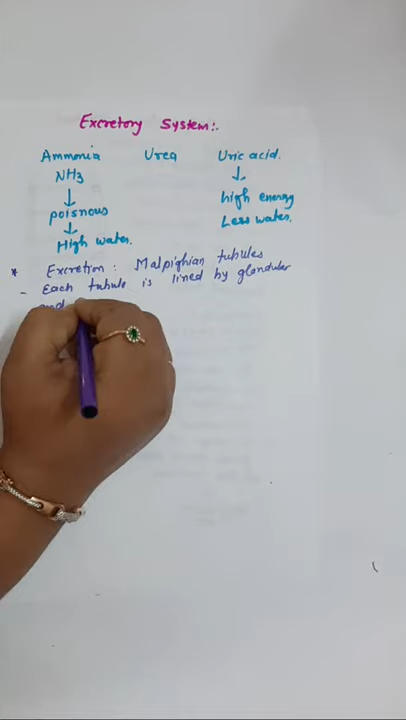 Excretory System:.
Ammonia Urea Uric acid.
NH3
↓ ↓
poisnous high energy
↓ Less water.
High water.
* Excretion: Malpighian tubules
- Each tubule is lined by glandular
and